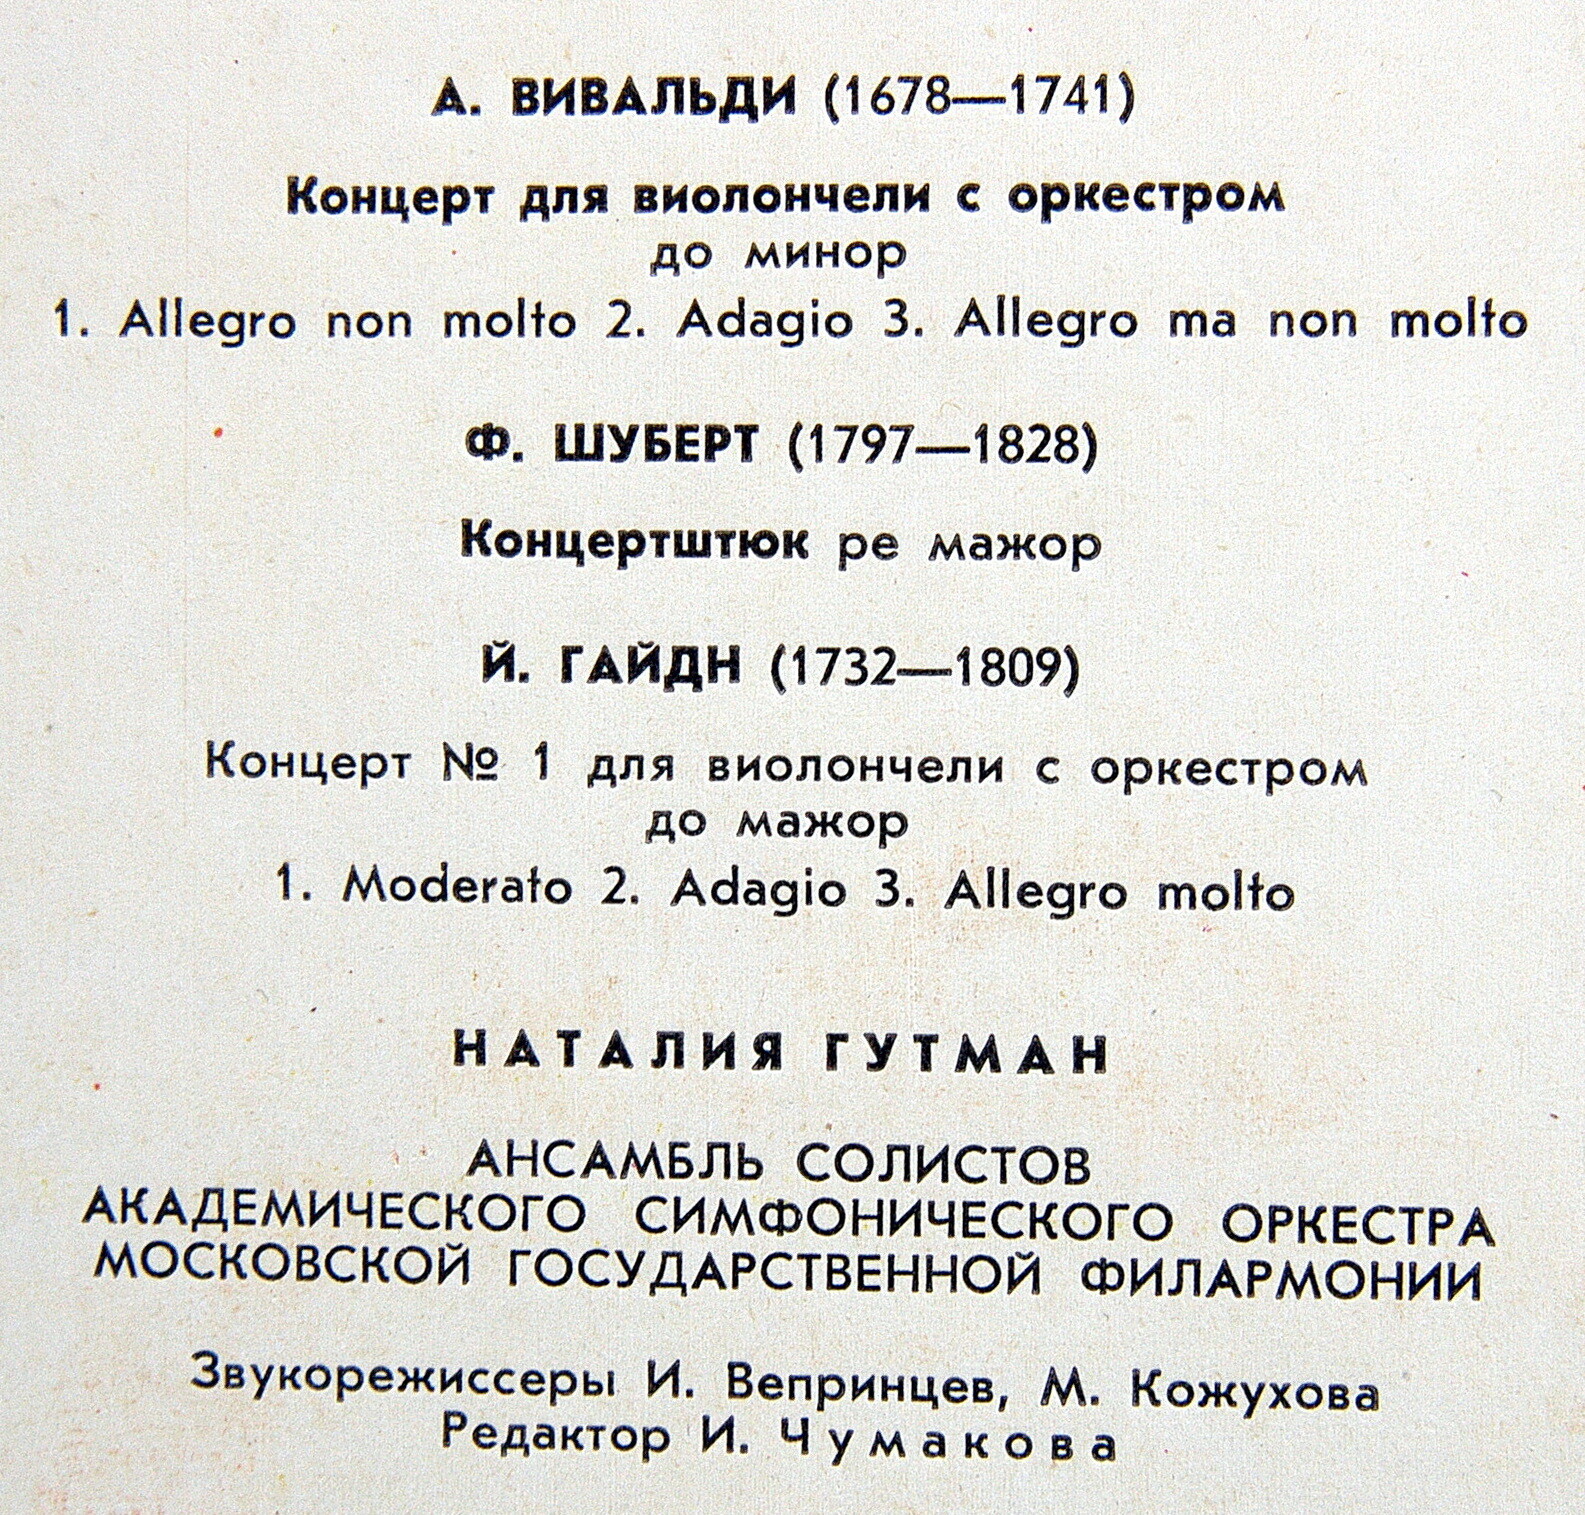 А. ВИВАЛЬДИ (1678—1741)
Концерт для виолончели с оркестром
до минор
1. Allegro non molto 2. Adagio 3. Allegro ma non molto
Ф. ШУБЕРТ (1797—1828)
Концертштюк ре мажор
Й. ГАЙДН (1732—1809)
Концерт № 1 для виолончели с оркестром
до мажор
1. Moderato 2. Adagio 3. Allegro molto
НАТАЛИЯ ГУТМАН
АНСАМБЛЬ СОЛИСТОВ
АКАДЕМИЧЕСКОГО СИМФОНИЧЕСКОГО ОРКЕСТРА
МОСКОВСКОЙ ГОСУДАРСТВЕННОЙ ФИЛАРМОНИИ
Звукорежиссеры И. Вепринцев, М. Кожухова
Редактор И. Чумакова